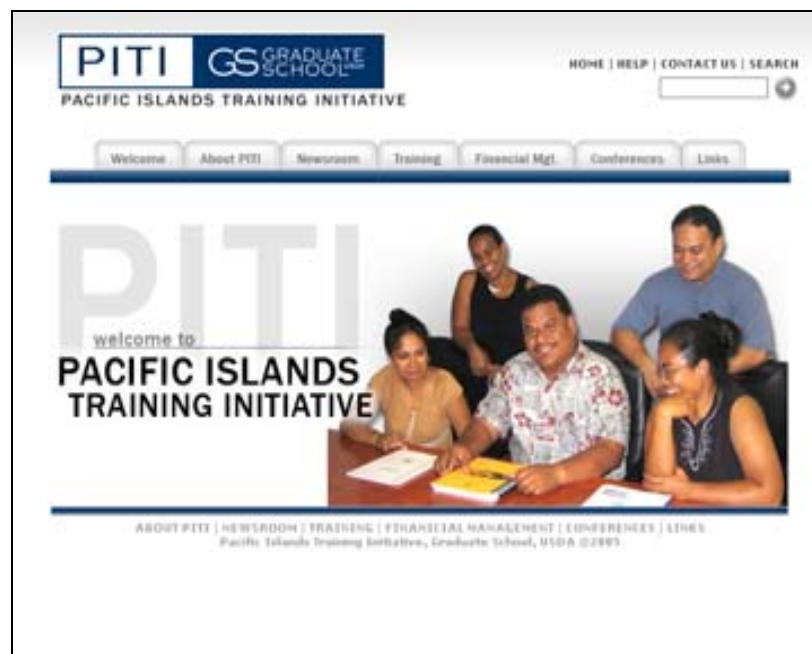 PITI GS GRADUATE SCHOOL
PACIFIC ISLANDS TRAINING INITIATIVE
HOME | HELP | CONTACT US | SEARCH
Welcome About PITI Newsroom Training Financial Mgt. Conferences Links
PITI
welcome to
PACIFIC ISLANDS
TRAINING INITIATIVE
ABOUT PITI | NEWSROOM | TRAINING | FINANCIAL MANAGEMENT | CONFERENCES | LINKS
Pacific Islands Training Initiative, Graduate School, USDA ©2005